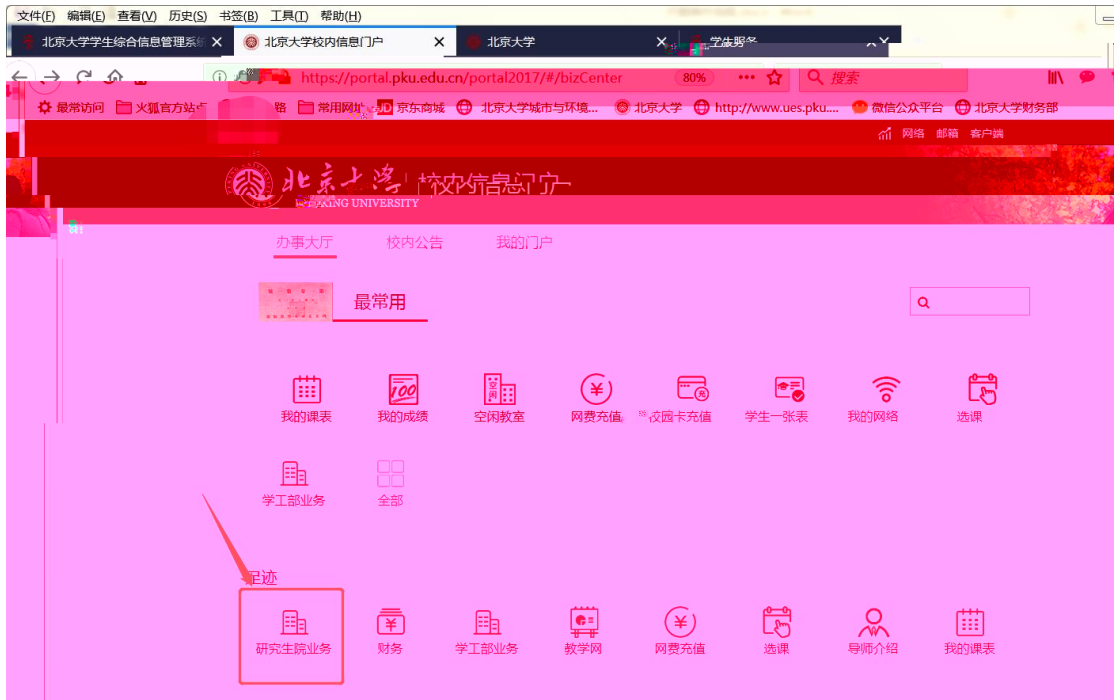 文件(F) 编辑(E) 查看(V) 历史(S) 书签(B) 工具(T) 帮助(H)
北京大学学生综合信息管理系统 北京大学校内信息门户 北京大学
https://portal.pku.edu.cn/portal2017/#/bizCenter 80% 搜索
最常访问 火狐官方站点 常用网址 JD 京东商城 北京大学城市与环境... 北京大学 http://www.ues.pku.... 微信公众平台 北京大学财务部
网络 邮箱 客户端
北京大学 校内信息门户
PEKING UNIVERSITY
办事大厅 校内公告 我的门户
最常用
我的课表 我的成绩 空闲教室 网费充值 校园卡充值 学生一张表 我的网络 选课
学工部业务 全部
足迹
研究生院业务 财务 学工部业务 教学网 网费充值 选课 导师介绍 我的课表